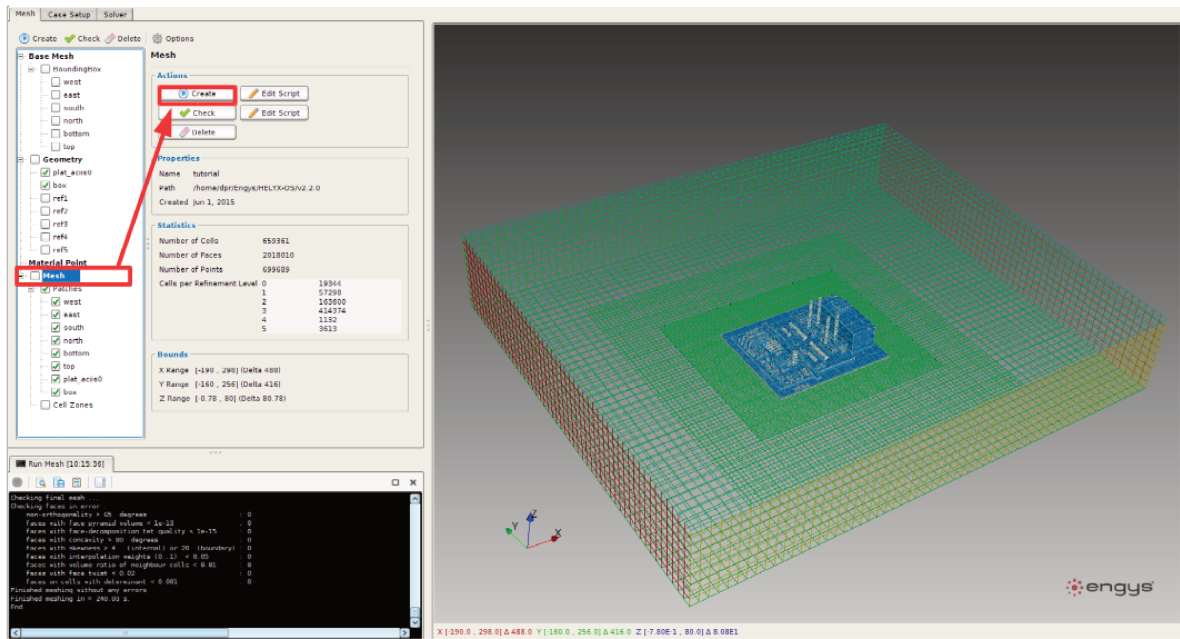 Mesh Case Setup Solver
Create Check Delete Options
Base Mesh
BoundingBox
west
east
south
north
bottom
top
Geometry
plat_aciis0
box
ref1
ref2
ref3
ref4
ref5
Material Point
Mesh
Patches
west
east
south
north
bottom
top
plat_aciis0
box
Cell Zones
Mesh
Actions
Create Edit Script
Check Edit Script
Delete
Properties
Name tutorial
Path /home/dpr/Engys/HELYX-OS/v2.2.0
Created Jun 1, 2015
Statistics
Number of Cells 659361
Number of Faces 2018010
Number of Points 699689
Cells per Refinement Level 0 19344
1 57298
2 163600
3 414374
4 1132
5 3613
Bounds
X Range [-190 , 298] (Delta 488)
Y Range [-160 , 256] (Delta 416)
Z Range [-0.78 , 80] (Delta 80.78)
Run Mesh [10:15:36]
Checking final mesh ...
Checking faces in error :
non-orthogonality > 65 degrees : 0
faces with face pyramid volume < 1e-13 : 0
faces with face-decomposition tet quality < 1e-15 : 0
faces with concavity > 80 degrees : 0
faces with skewness > 4 (internal) or 20 (boundary) : 0
faces with interpolation weights (0..1) < 0.05 : 0
faces with volume ratio of neighbour cells < 0.01 : 0
faces with face twist < 0.02 : 0
faces on cells with determinant < 0.001 : 0
Finished meshing without any errors
Finished meshing in = 240.03 s.
End
Z
Y
X
engys
X [-190.0 , 298.0] Δ 488.0 Y [-160.0 , 256.0] Δ 416.0 Z [-7.80E-1 , 80.0] Δ 8.08E1